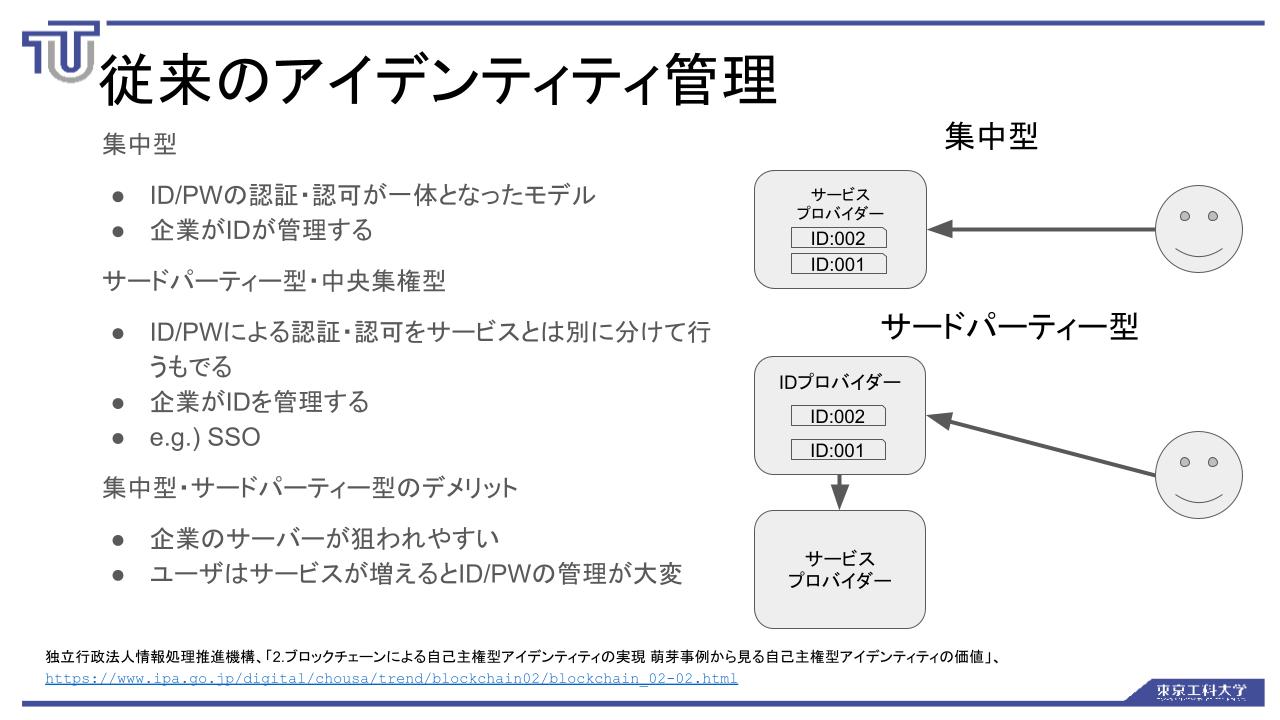 従来のアイデンティティ管理
集中型
● ID/PWの認証・認可が一体となったモデル
● 企業がIDが管理する
サードパーティー型・中央集権型
● ID/PWによる認証・認可をサービスとは別に分けて行
うもでる
● 企業がIDを管理する
● e.g.) SSO
集中型・サードパーティー型のデメリット
● 企業のサーバーが狙われやすい
● ユーザはサービスが増えるとID/PWの管理が大変
集中型
サービス
プロバイダー
ID:002
ID:001
サードパーティー型
IDプロバイダー
ID:002
ID:001
サービス
プロバイダー
独立行政法人情報処理推進機構、「2.ブロックチェーンによる自己主権型アイデンティティの実現 萌芽事例から見る自己主権型アイデンティティの価値」、
https://www.ipa.go.jp/digital/chousa/trend/blockchain02/blockchain_02-02.html
東京工科大学